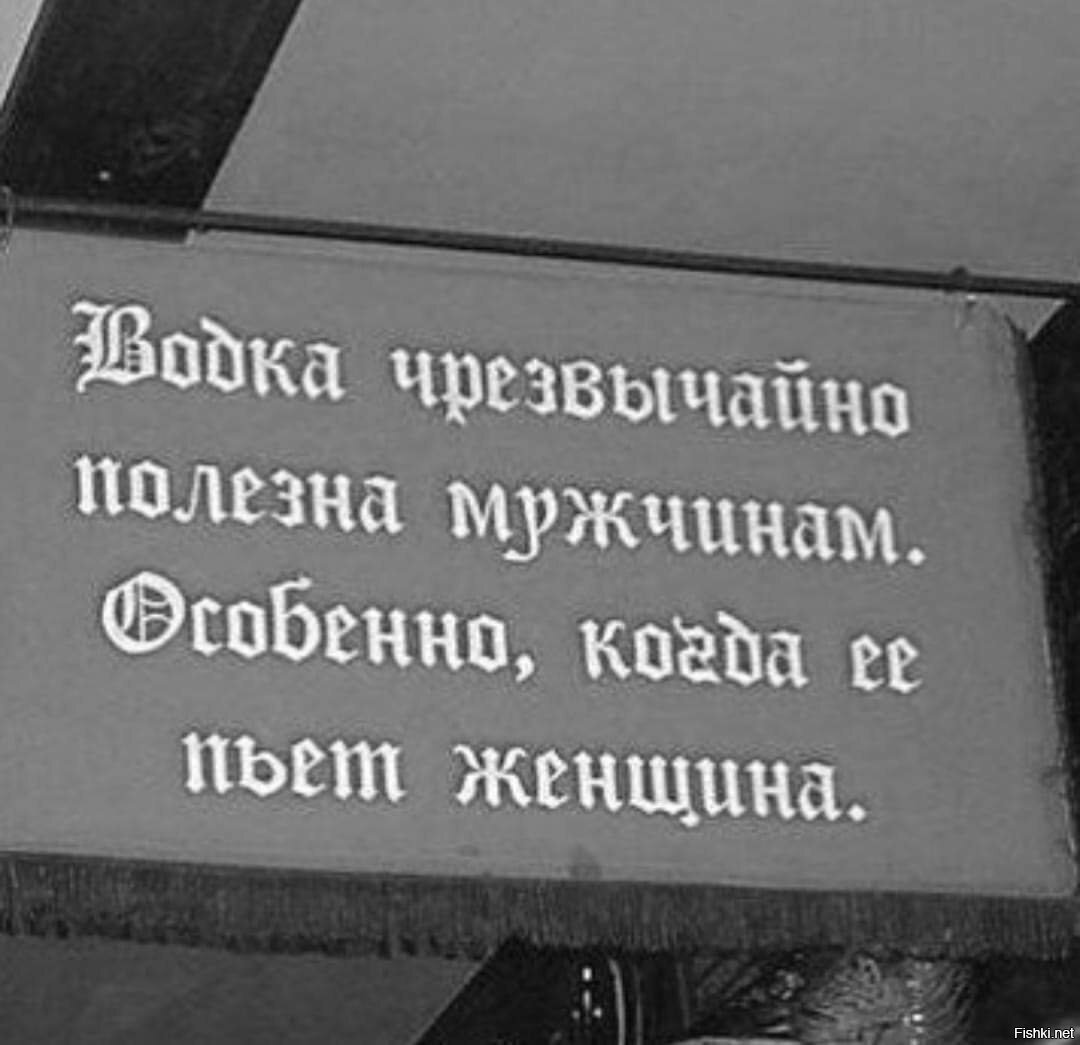 Водка чрезвычайно
полезна мужчинам.
Особенно, когда ее
пьет женщина.
Fishki.net